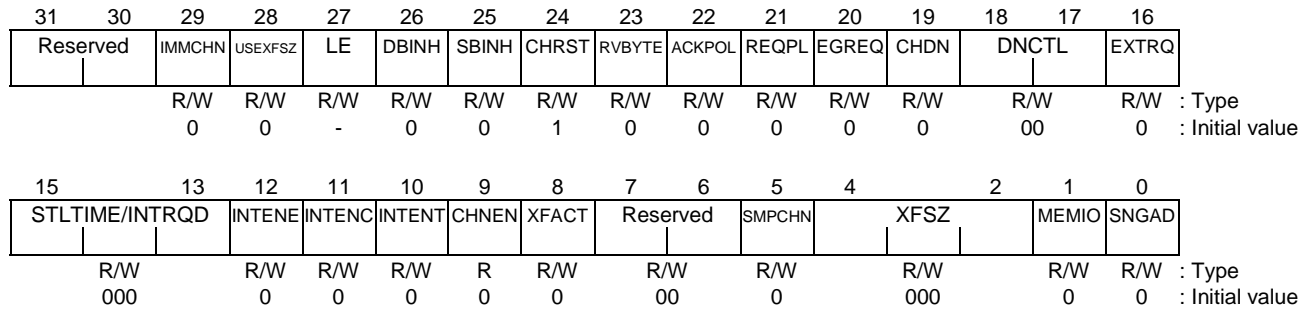 31 30 29 28 27 26 25 24 23 22 21 20 19 18 17 16
Reserved IMMCHN USEXFSZ LE DBINH SBINH CHRST RVBYTE ACKPOL REQPL EGREQ CHDN DNCTL EXTRQ
R/W R/W R/W R/W R/W R/W R/W R/W R/W R/W R/W R/W R/W : Type
0 0 - 0 0 1 0 0 0 0 0 00 0 : Initial value
15 13 12 11 10 9 8 7 6 5 4 2 1 0
STLTIME/INTRQD INTENE INTENC INTENT CHNEN XFACT Reserved SMPCHN XFSZ MEMIO SNGAD
R/W R/W R/W R/W R R/W R/W R/W R/W R/W R/W : Type
000 0 0 0 0 0 00 0 000 0 0 : Initial value